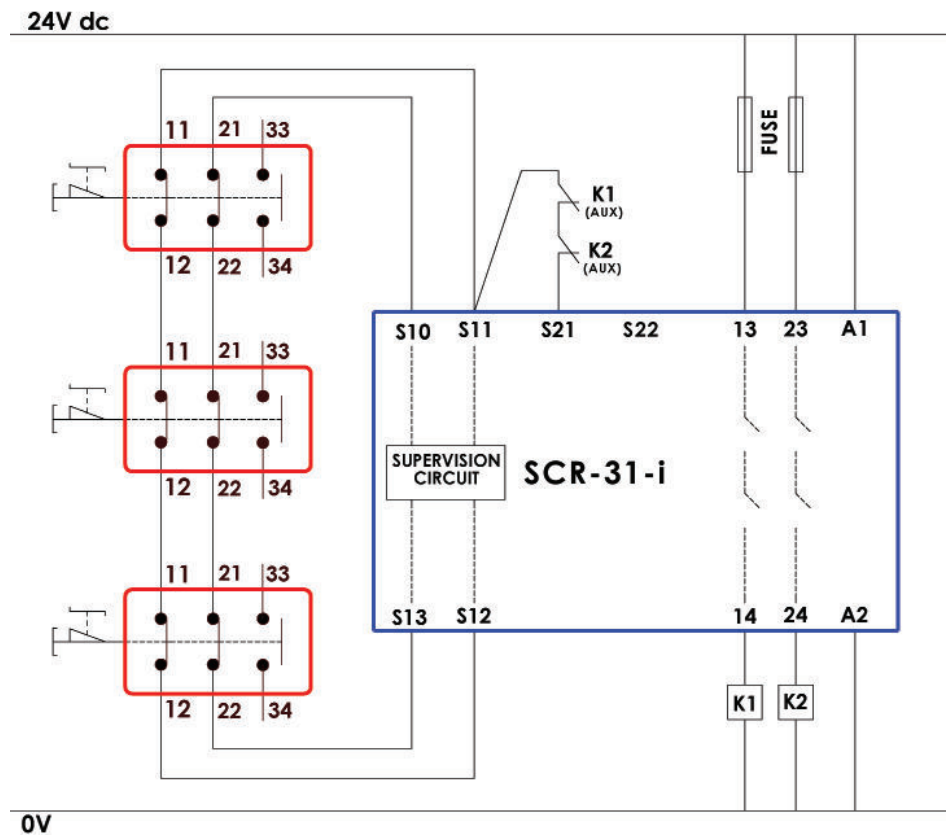 24V dc
11 21 33
12 22 34
FUSE
K1
(AUX)
K2
(AUX)
S10 S11 S21 S22 13 23 A1
11 21 33
12 22 34
SUPERVISION
CIRCUIT
SCR-31-i
11 21 33
12 22 34
S13 S12 14 24 A2
K1 K2
0V